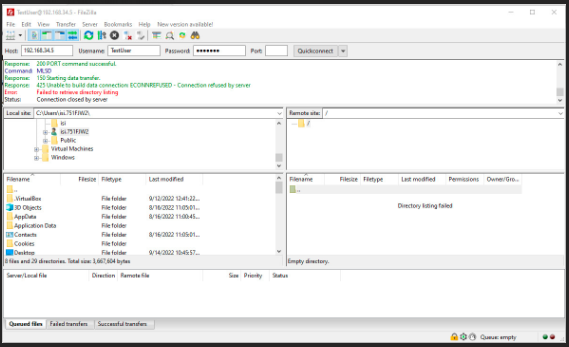 TestUser@192.168.34.5 - FileZilla
File Edit View Transfer Server Bookmarks Help New version available!
Host: 192.168.34.5 Username: TestUser Password: ●●●●●●● Port: Quickconnect
Response: 200 PORT command successful.
Command: MLSD
Response: 150 Starting data transfer.
Response: 425 Unable to build data connection: ECONNREFUSED - Connection refused by server
Error: Failed to retrieve directory listing
Status: Connection closed by server
Local site: C:\Users\isi.751FJW2\ Remote site: /
isi
isi.751FJW2
Public
Virtual Machines
Windows
/
Filename Filesize Filetype Last modified
..
.VirtualBox File folder 9/12/2022 12:41:22...
3D Objects File folder 8/16/2022 11:05:01...
AppData File folder 8/16/2022 11:00:45...
Application Data File folder
Contacts File folder 8/16/2022 11:05:01...
Cookies File folder
Desktop File folder 9/14/2022 10:45:57...
8 files and 29 directories. Total size: 3,667,604 bytes
Filename Filesize Filetype Last modified Permissions Owner/Gro...
..
Directory listing failed
Empty directory.
Server/Local file Direction Remote file Size Priority Status
Queued files Failed transfers Successful transfers
Queue: empty